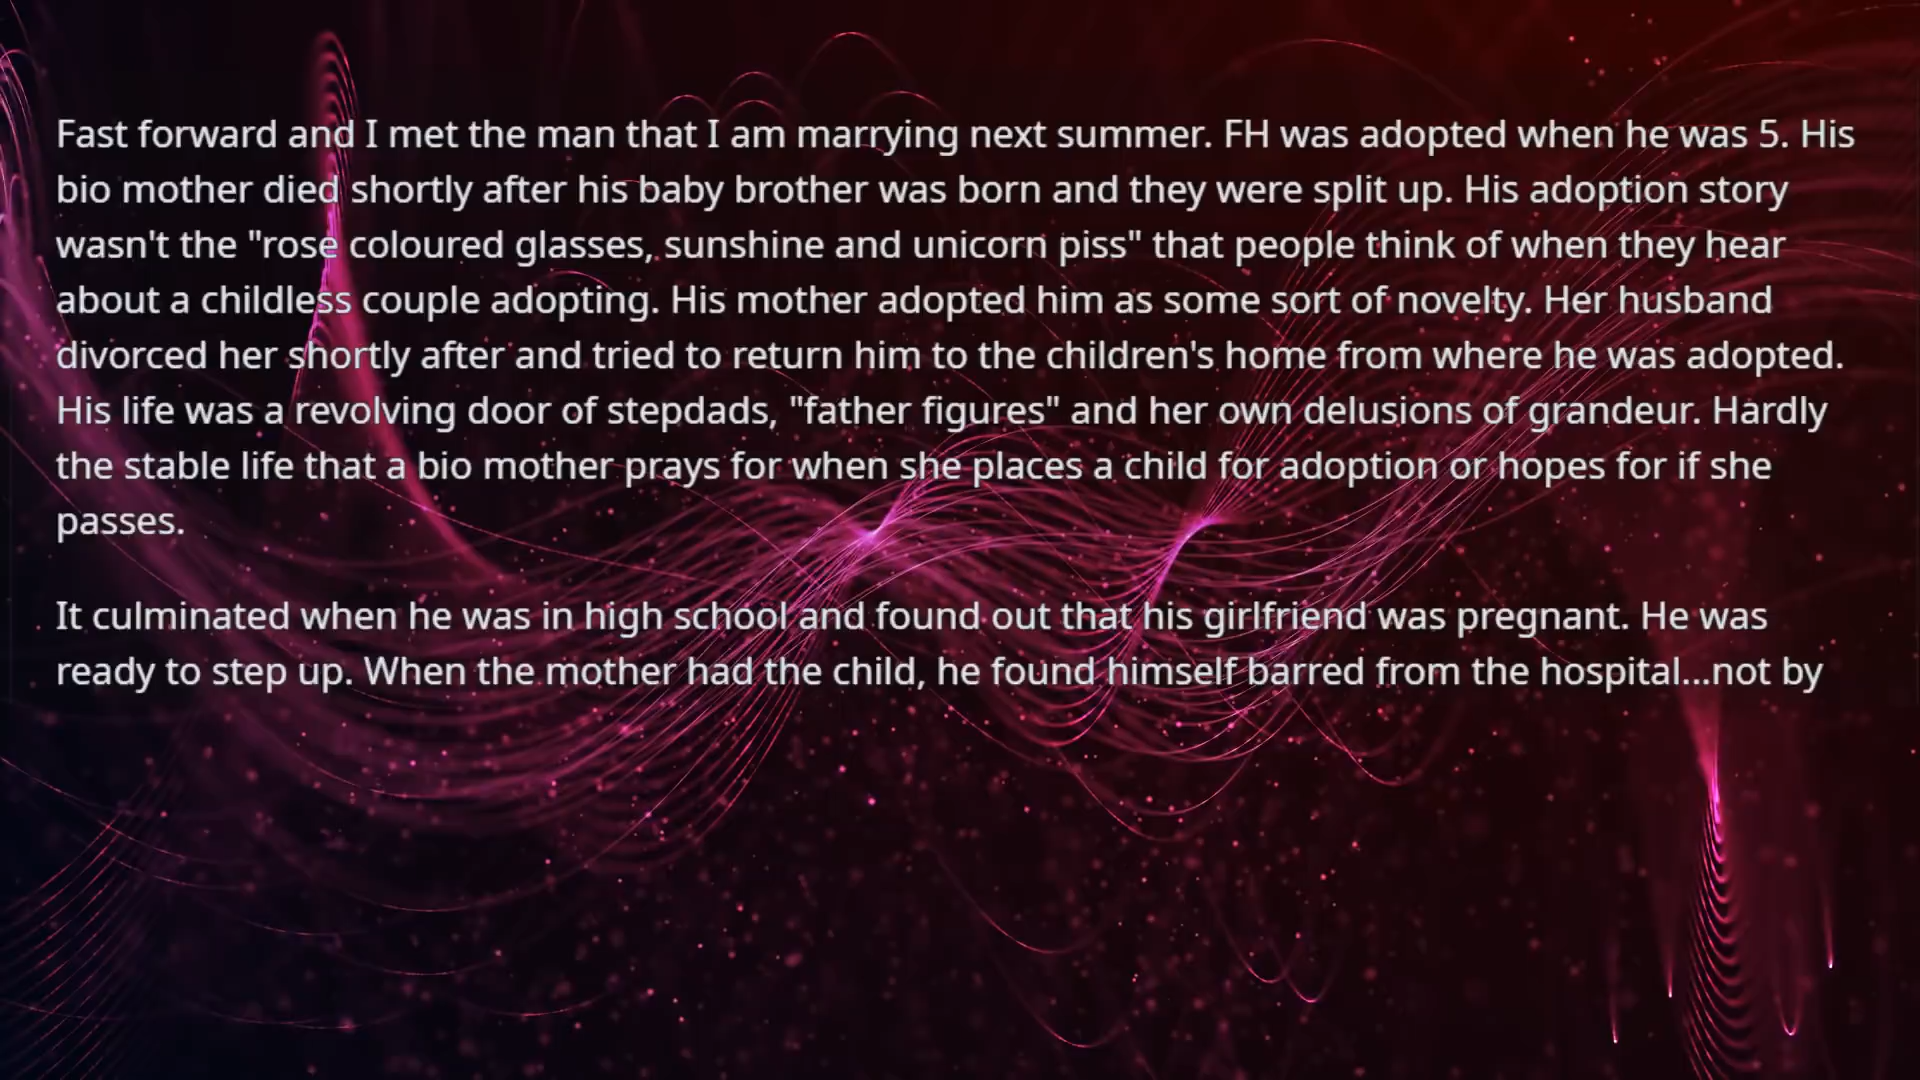 Fast forward and I met the man that I am marrying next summer. FH was adopted when he was 5. His
bio mother died shortly after his baby brother was born and they were split up. His adoption story
wasn't the "rose coloured glasses, sunshine and unicorn piss" that people think of when they hear
about a childless couple adopting. His mother adopted him as some sort of novelty. Her husband
divorced her shortly after and tried to return him to the children's home from where he was adopted.
His life was a revolving door of stepdads, "father figures" and her own delusions of grandeur. Hardly
the stable life that a bio mother prays for when she places a child for adoption or hopes for if she
passes.
It culminated when he was in high school and found out that his girlfriend was pregnant. He was
ready to step up. When the mother had the child, he found himself barred from the hospital...not by